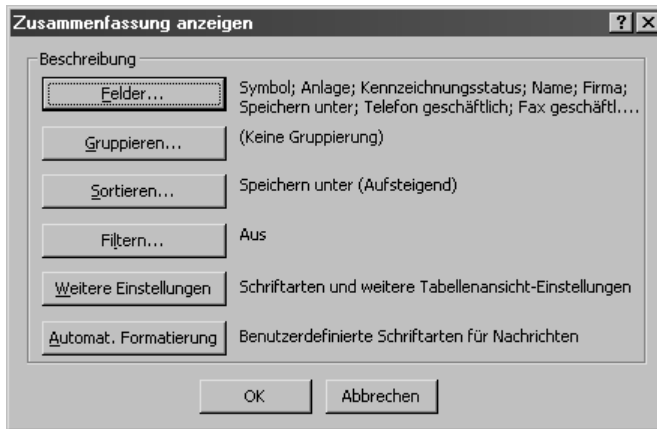 Zusammenfassung anzeigen
Beschreibung
Felder...
Symbol; Anlage; Kennzeichnungsstatus; Name; Firma;
Speichern unter; Telefon geschäftlich; Fax geschäftl....
Gruppieren...
(Keine Gruppierung)
Sortieren...
Speichern unter (Aufsteigend)
Filtern...
Aus
Weitere Einstellungen
Schriftarten und weitere Tabellenansicht-Einstellungen
Automat. Formatierung
Benutzerdefinierte Schriftarten für Nachrichten
OK
Abbrechen